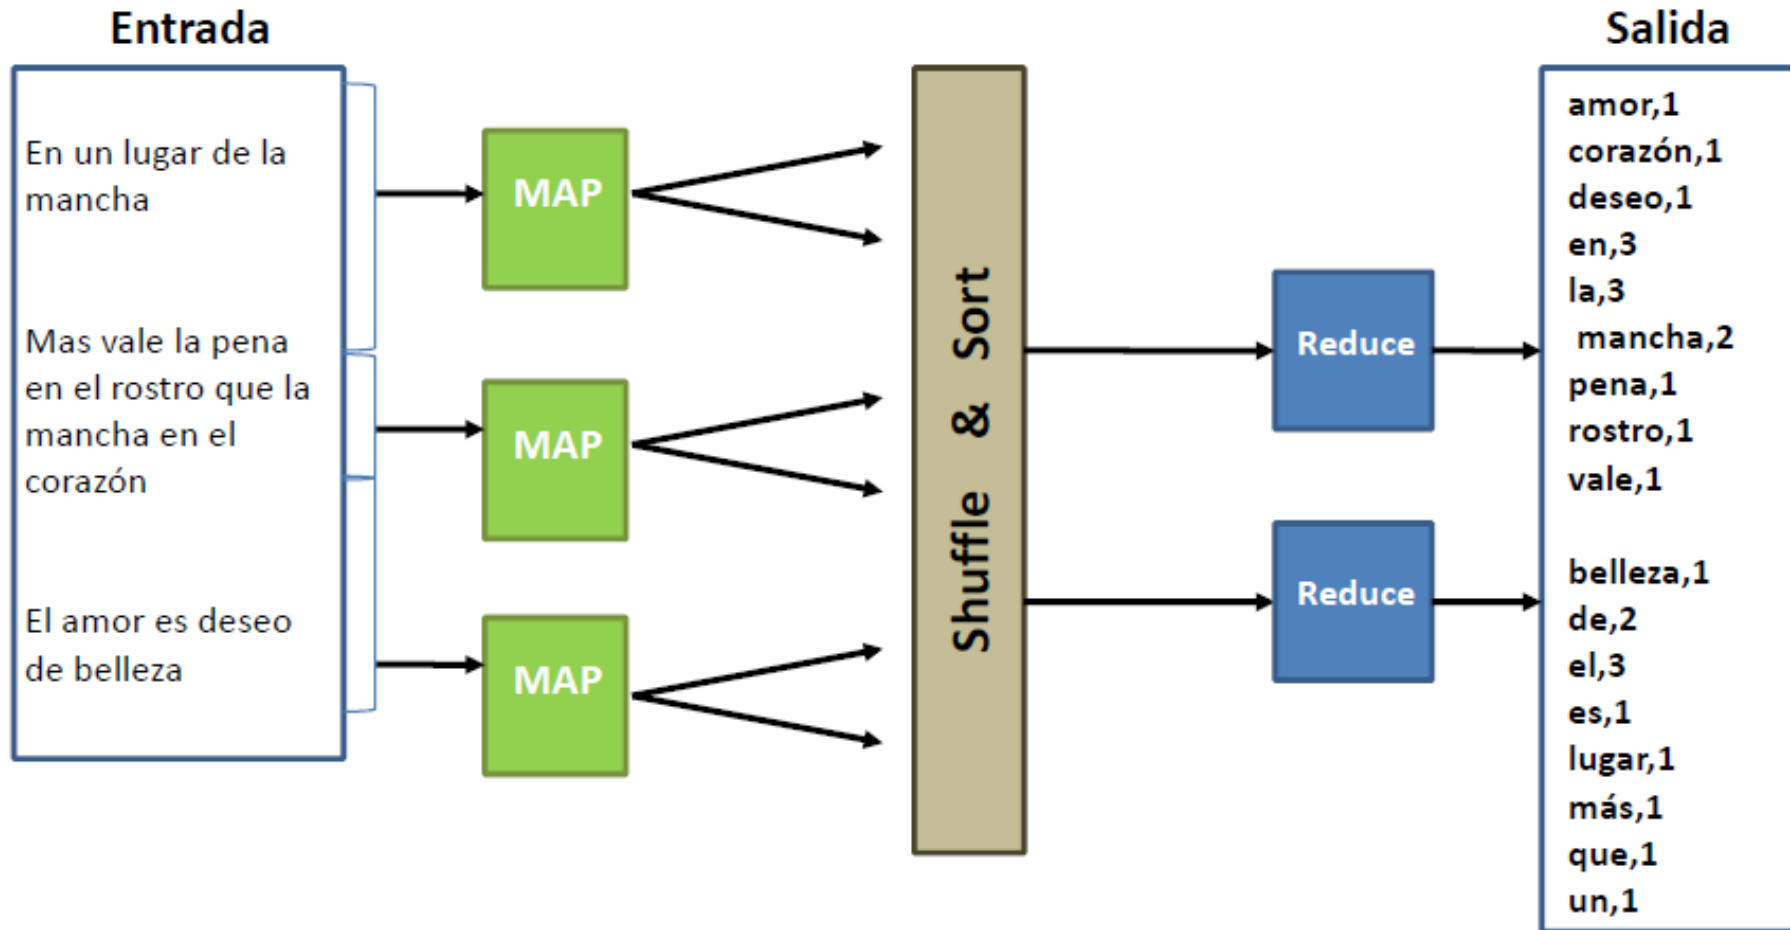 Entrada
En un lugar de la
mancha
Mas vale la pena
en el rostro que la
mancha en el
corazón
El amor es deseo
de belleza
MAP
MAP
MAP
Shuffle & Sort
Reduce
Reduce
Salida
amor,1
corazón,1
deseo,1
en,3
la,3
mancha,2
pena,1
rostro,1
vale,1
belleza,1
de,2
el,3
es,1
lugar,1
más,1
que,1
un,1